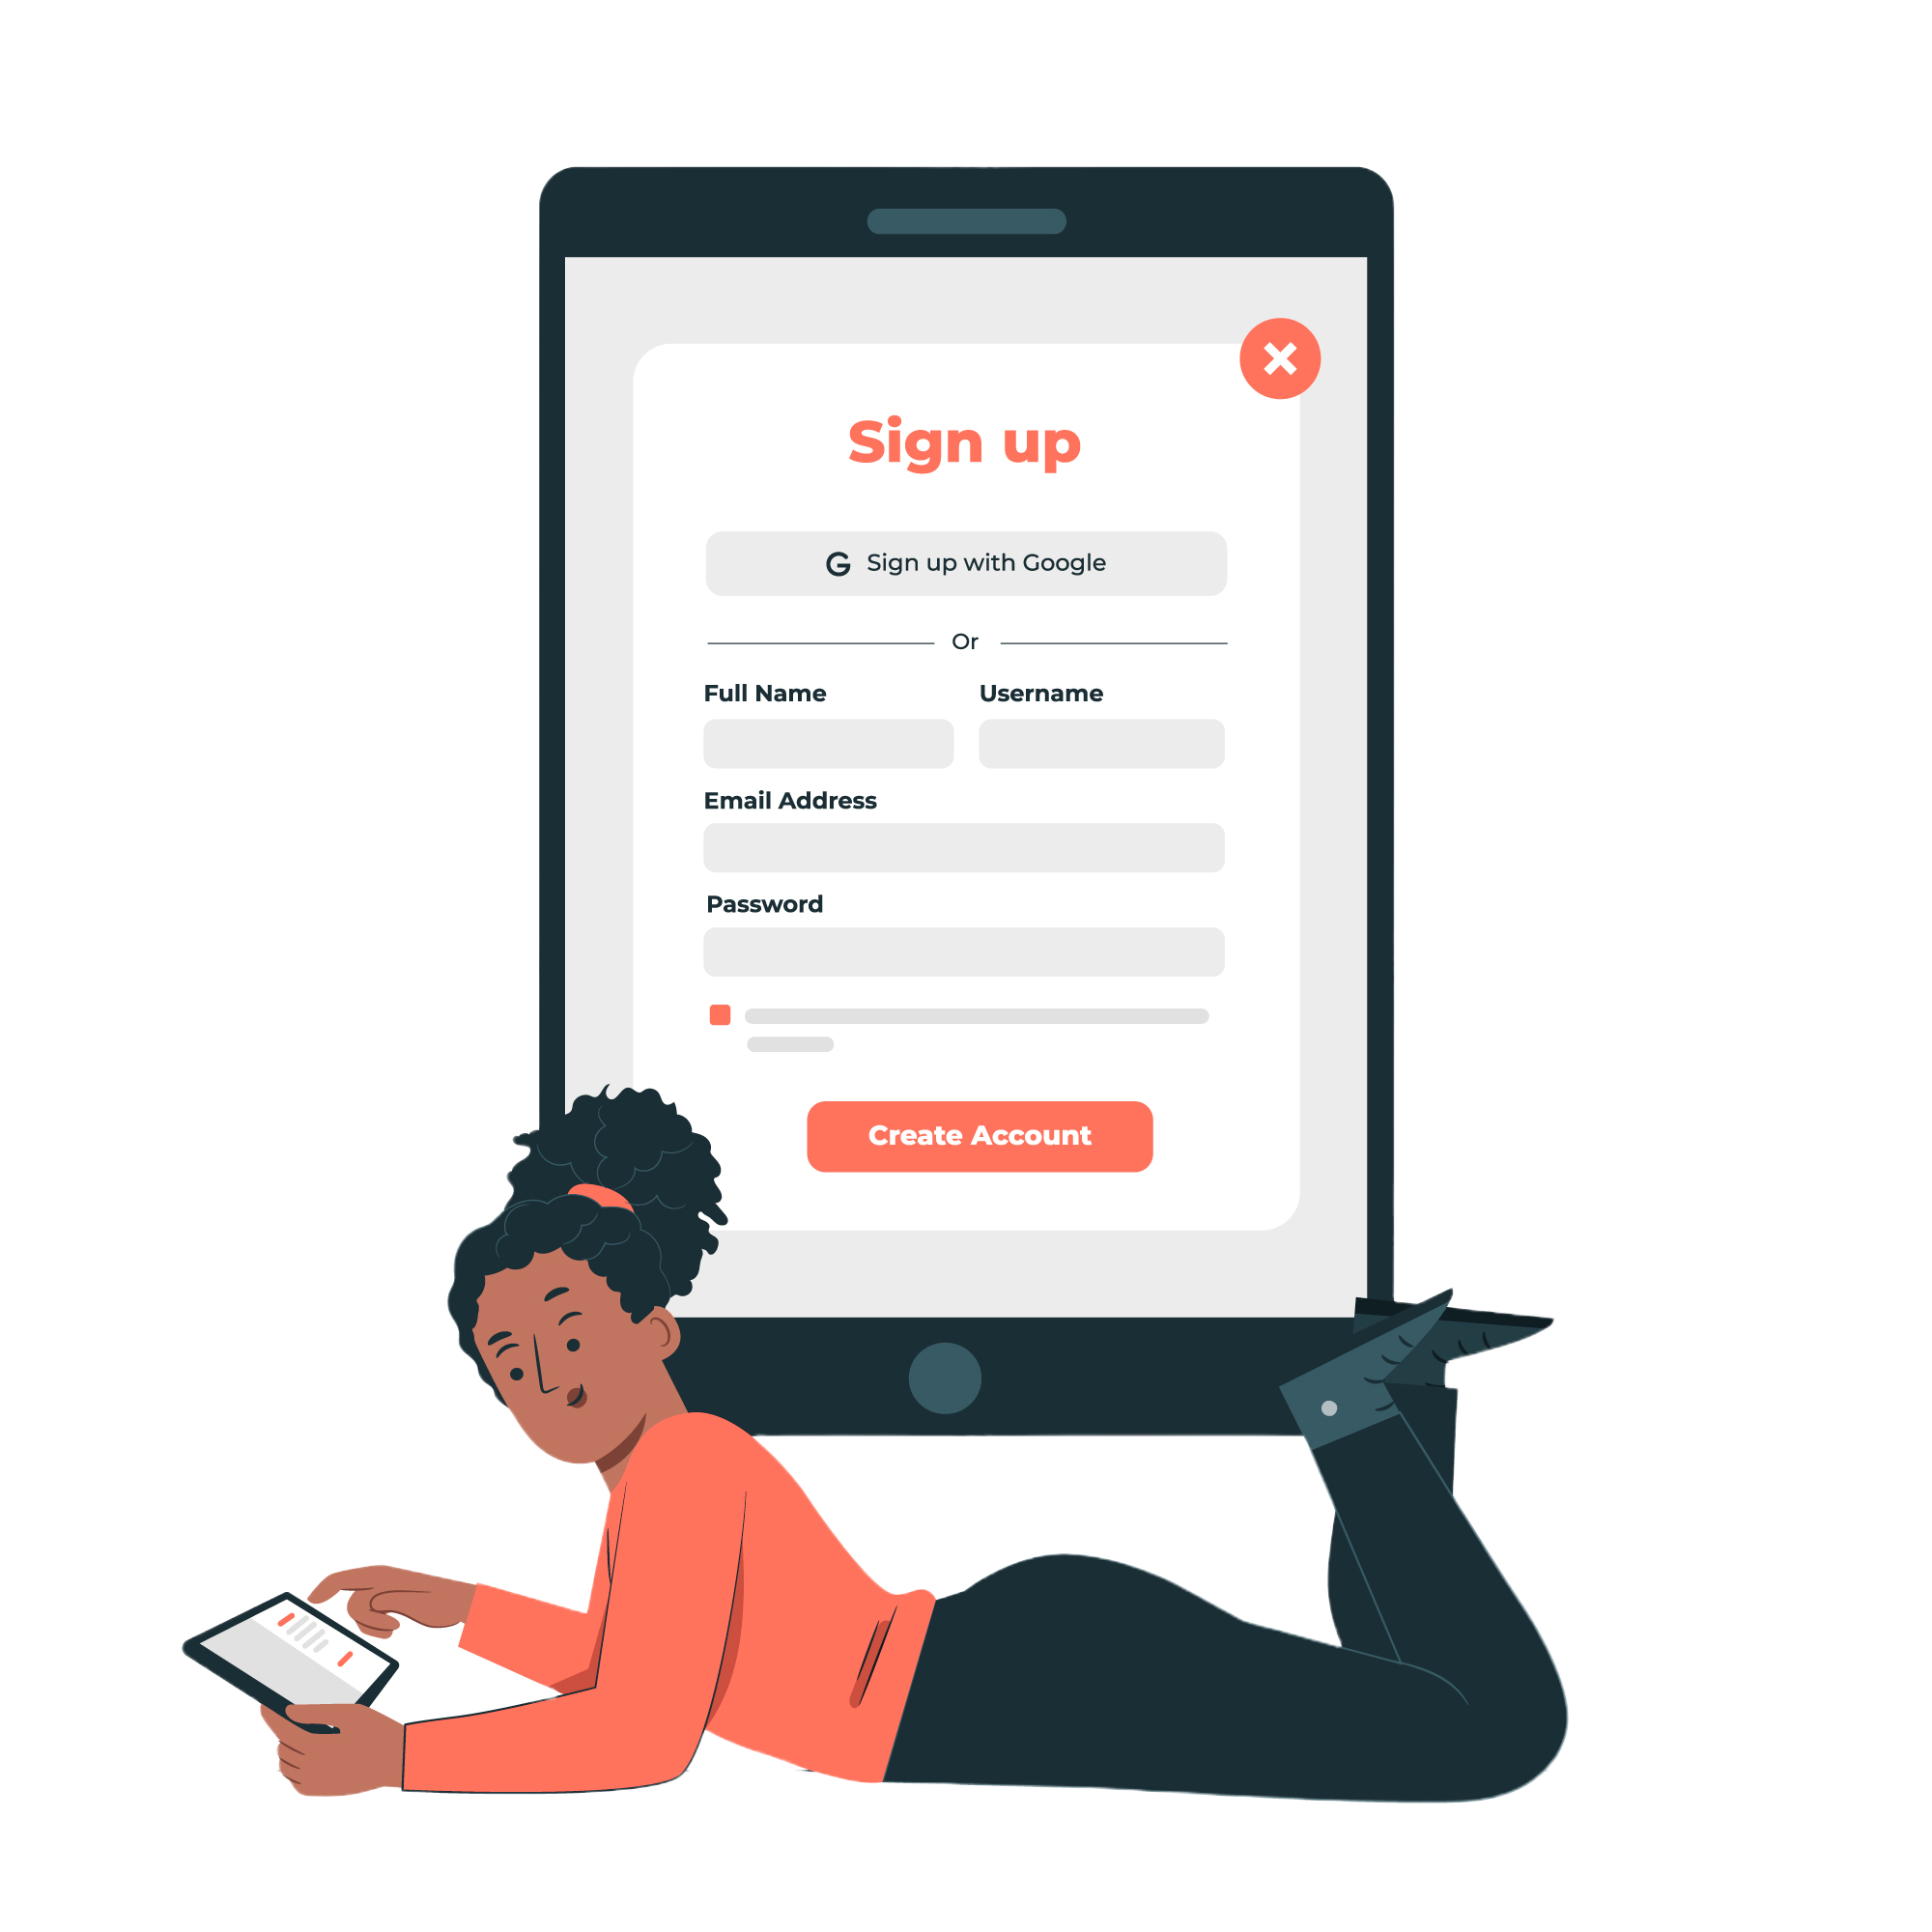 Sign up
G Sign up with Google
Or
Full Name Username
Email Address
Password
Create Account